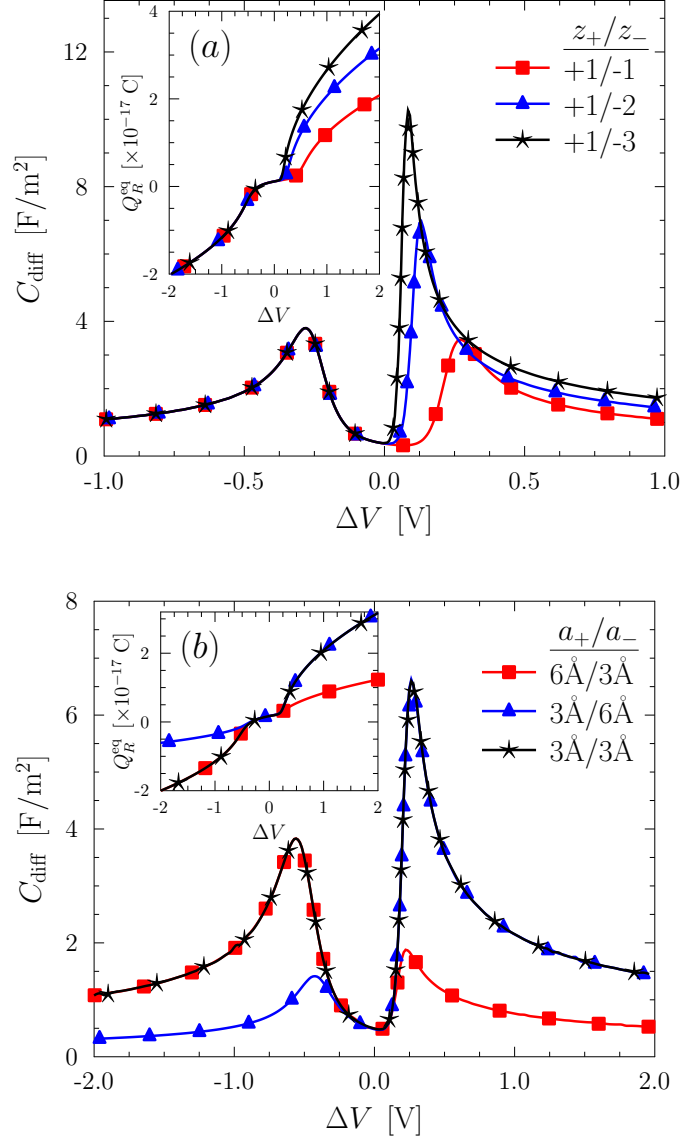 (a)
z₊/z₋
+1/-1
+1/-2
+1/-3
C_diff [F/m²]
12
8
4
0
-1.0
-0.5
0.0
0.5
1.0
ΔV [V]
Q_R^eq [×10⁻¹⁷ C]
4
2
0
-2
-2
-1
0
1
2
ΔV
(b)
a₊/a₋
6Å/3Å
3Å/6Å
3Å/3Å
C_diff [F/m²]
8
6
4
2
0
-2.0
-1.0
0.0
1.0
2.0
ΔV [V]
Q_R^eq [×10⁻¹⁷ C]
2
0
-2
-2
-1
0
1
2
ΔV